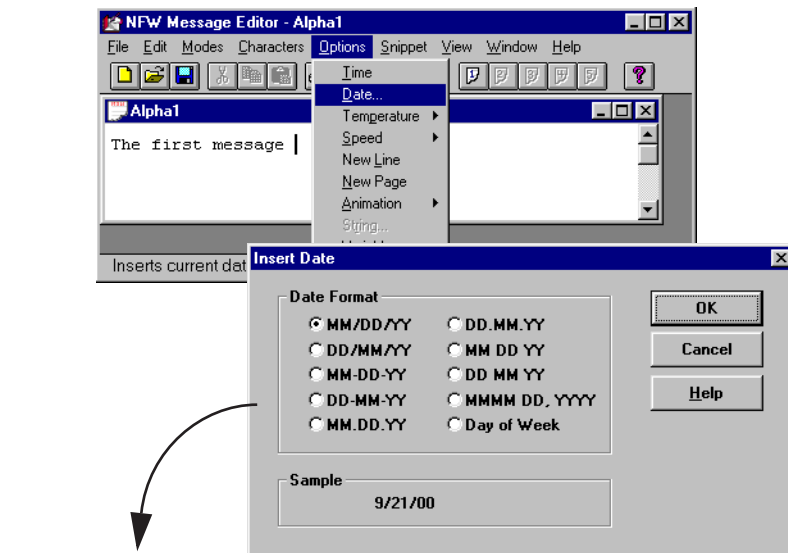 NFW Message Editor - Alpha1
File Edit Modes Characters Options Snippet View Window Help
Time
Date...
Temperature
Speed
New Line
New Page
Animation
String...
Alpha1
The first message
Inserts current dat
Insert Date
Date Format
MM/DD/YY DD.MM.YY
DD/MM/YY MM DD YY
MM-DD-YY DD MM YY
DD-MM-YY MMMM DD, YYYY
MM.DD.YY Day of Week
OK
Cancel
Help
Sample
9/21/00